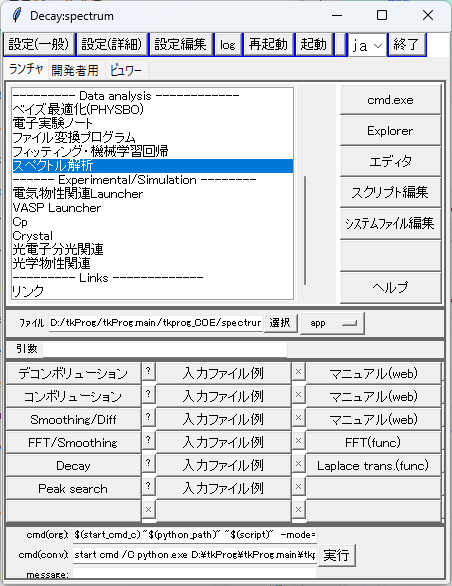 Decay:spectrum
設定(一般) 設定(詳細) 設定編集 log 再起動 起動 ja 終了
ランチャ 開発者用 ビュワー
--------- Data analysis ------------
ベイズ最適化(PHYSBO)
電子実験ノート
ファイル変換プログラム
フィッティング・機械学習回帰
スペクトル解析
------ Experimental/Simulation --------
電気物性関連Launcher
VASP Launcher
Cp
Crystal
光電子分光関連
光学物性関連
--------- Links -------------
リンク
cmd.exe
Explorer
エディタ
スクリプト編集
システムファイル編集
ヘルプ
ファイル D:/tkProg/tkProg.main/tkprog_COE/spectrur 選択 app
引数
デコンボリューション ? 入力ファイル例 × マニュアル(web)
コンボリューション ? 入力ファイル例 × マニュアル(web)
Smoothing/Diff ? 入力ファイル例 × マニュアル(web)
FFT/Smoothing ? 入力ファイル例 × FFT(func)
Decay ? 入力ファイル例 × Laplace trans.(func)
Peak search ? 入力ファイル例 ×
× ×
cmd(org): $(start_cmd_c) "$(python_path)" "$(script)" -mode=
cmd(conv): start cmd /C python.exe D:¥tkProg¥tkProg.main¥tkp 実行
message: